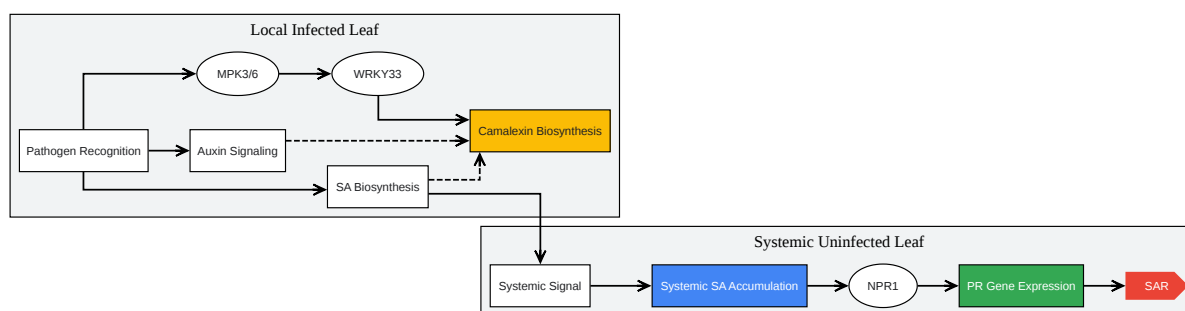 Local Infected Leaf
MPK3/6
WRKY33
Camalexin Biosynthesis
Pathogen Recognition
Auxin Signaling
SA Biosynthesis
Systemic Uninfected Leaf
Systemic Signal
Systemic SA Accumulation
NPR1
PR Gene Expression
SAR